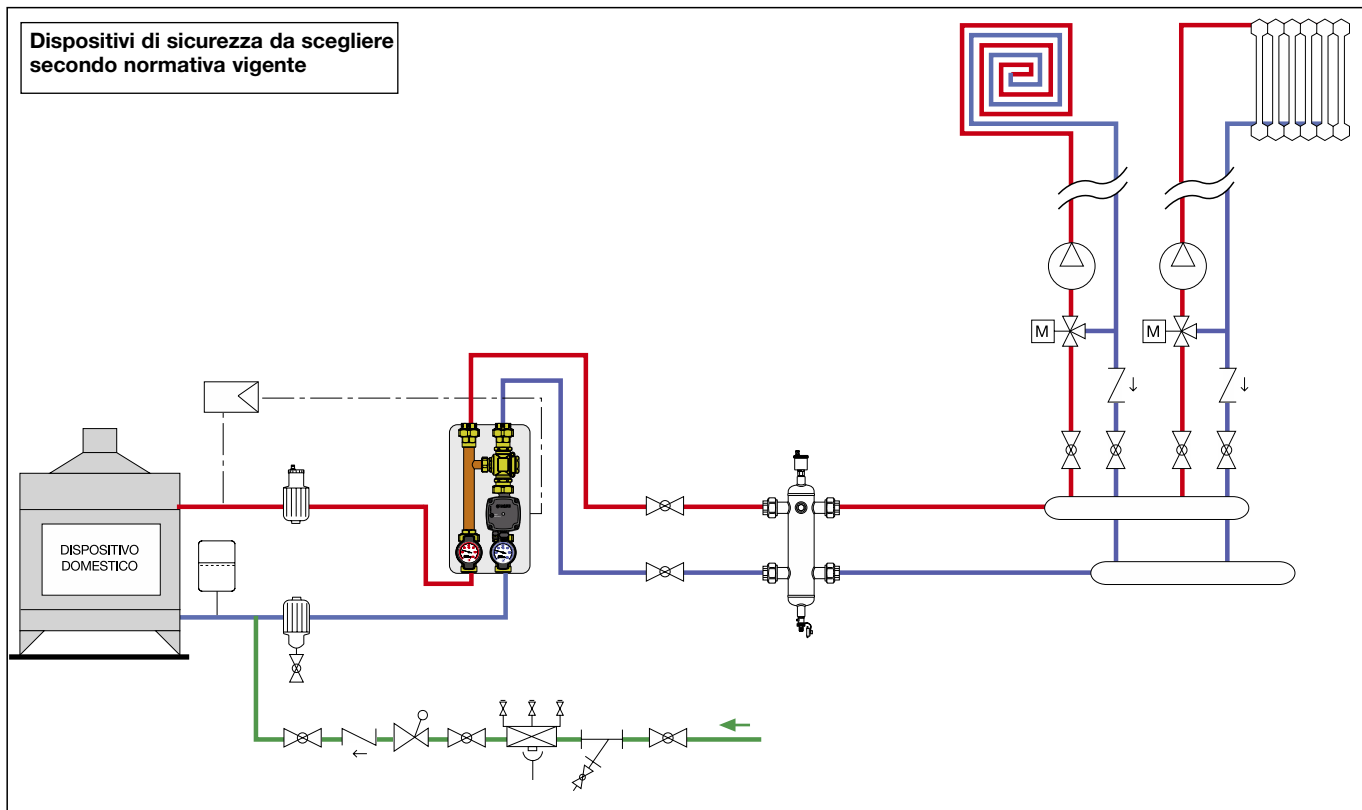 Dispositivi di sicurezza da scegliere
secondo normativa vigente
M
M
DISPOSITIVO
DOMESTICO